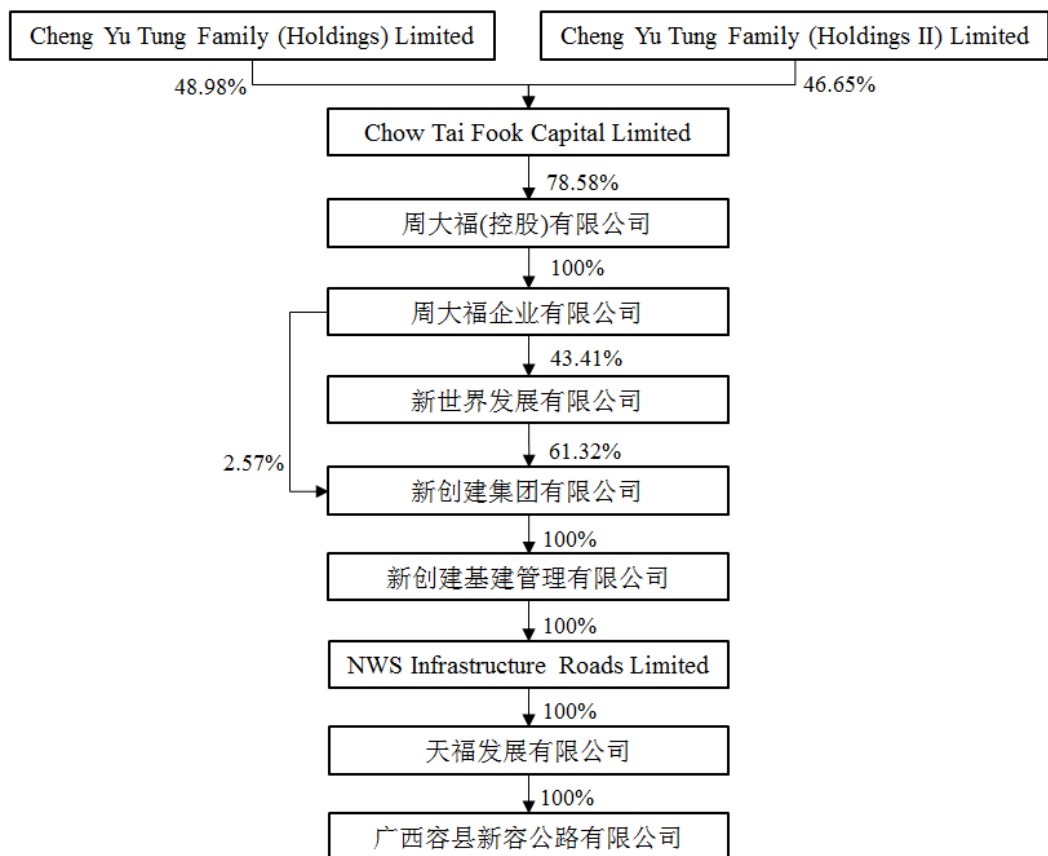 Cheng Yu Tung Family (Holdings) Limited
Cheng Yu Tung Family (Holdings II) Limited
48.98%
46.65%
Chow Tai Fook Capital Limited
78.58%
周大福(控股)有限公司
100%
周大福企业有限公司
43.41%
新世界发展有限公司
61.32%
2.57%
新创建集团有限公司
100%
新创建基建管理有限公司
100%
NWS Infrastructure Roads Limited
100%
天福发展有限公司
100%
广西容县新容公路有限公司